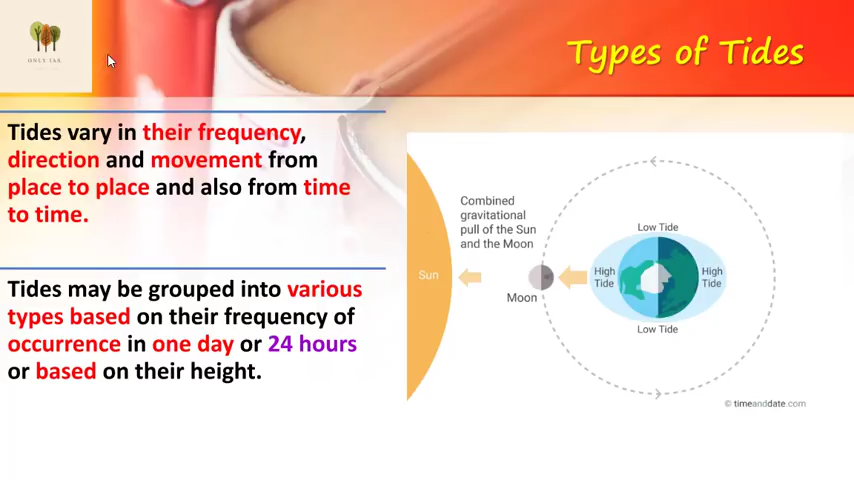 ONLY IAS.
Types of Tides
Tides vary in their frequency,
direction and movement from
place to place and also from time
to time.
Tides may be grouped into various
types based on their frequency of
occurrence in one day or 24 hours
or based on their height.
Combined
gravitational
pull of the Sun
and the Moon
Sun
Moon
Low Tide
High
Tide
High
Tide
Low Tide
© timeanddate.com